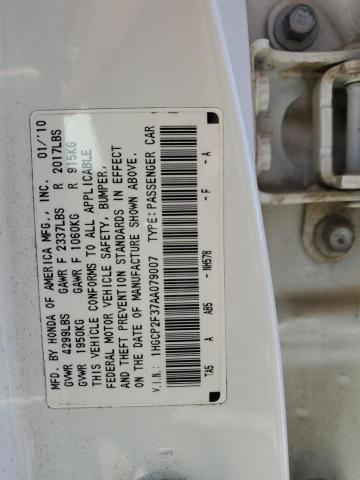 MFD. BY HONDA OF AMERICA MFG., INC. 01/'10
GVWR 4299LBS GAWR F 2337LBS R 2017LBS
GVWR 1950KG GAWR F 1060KG R 915KG
THIS VEHICLE CONFORMS TO ALL APPLICABLE
FEDERAL MOTOR VEHICLE SAFETY, BUMPER,
AND THEFT PREVENTION STANDARDS IN EFFECT
ON THE DATE OF MANUFACTURE SHOWN ABOVE.
V.I.N.: 1HGCP2F37AA079007 TYPE: PASSENGER CAR
TA5 A AB5 - NH578 - F - A